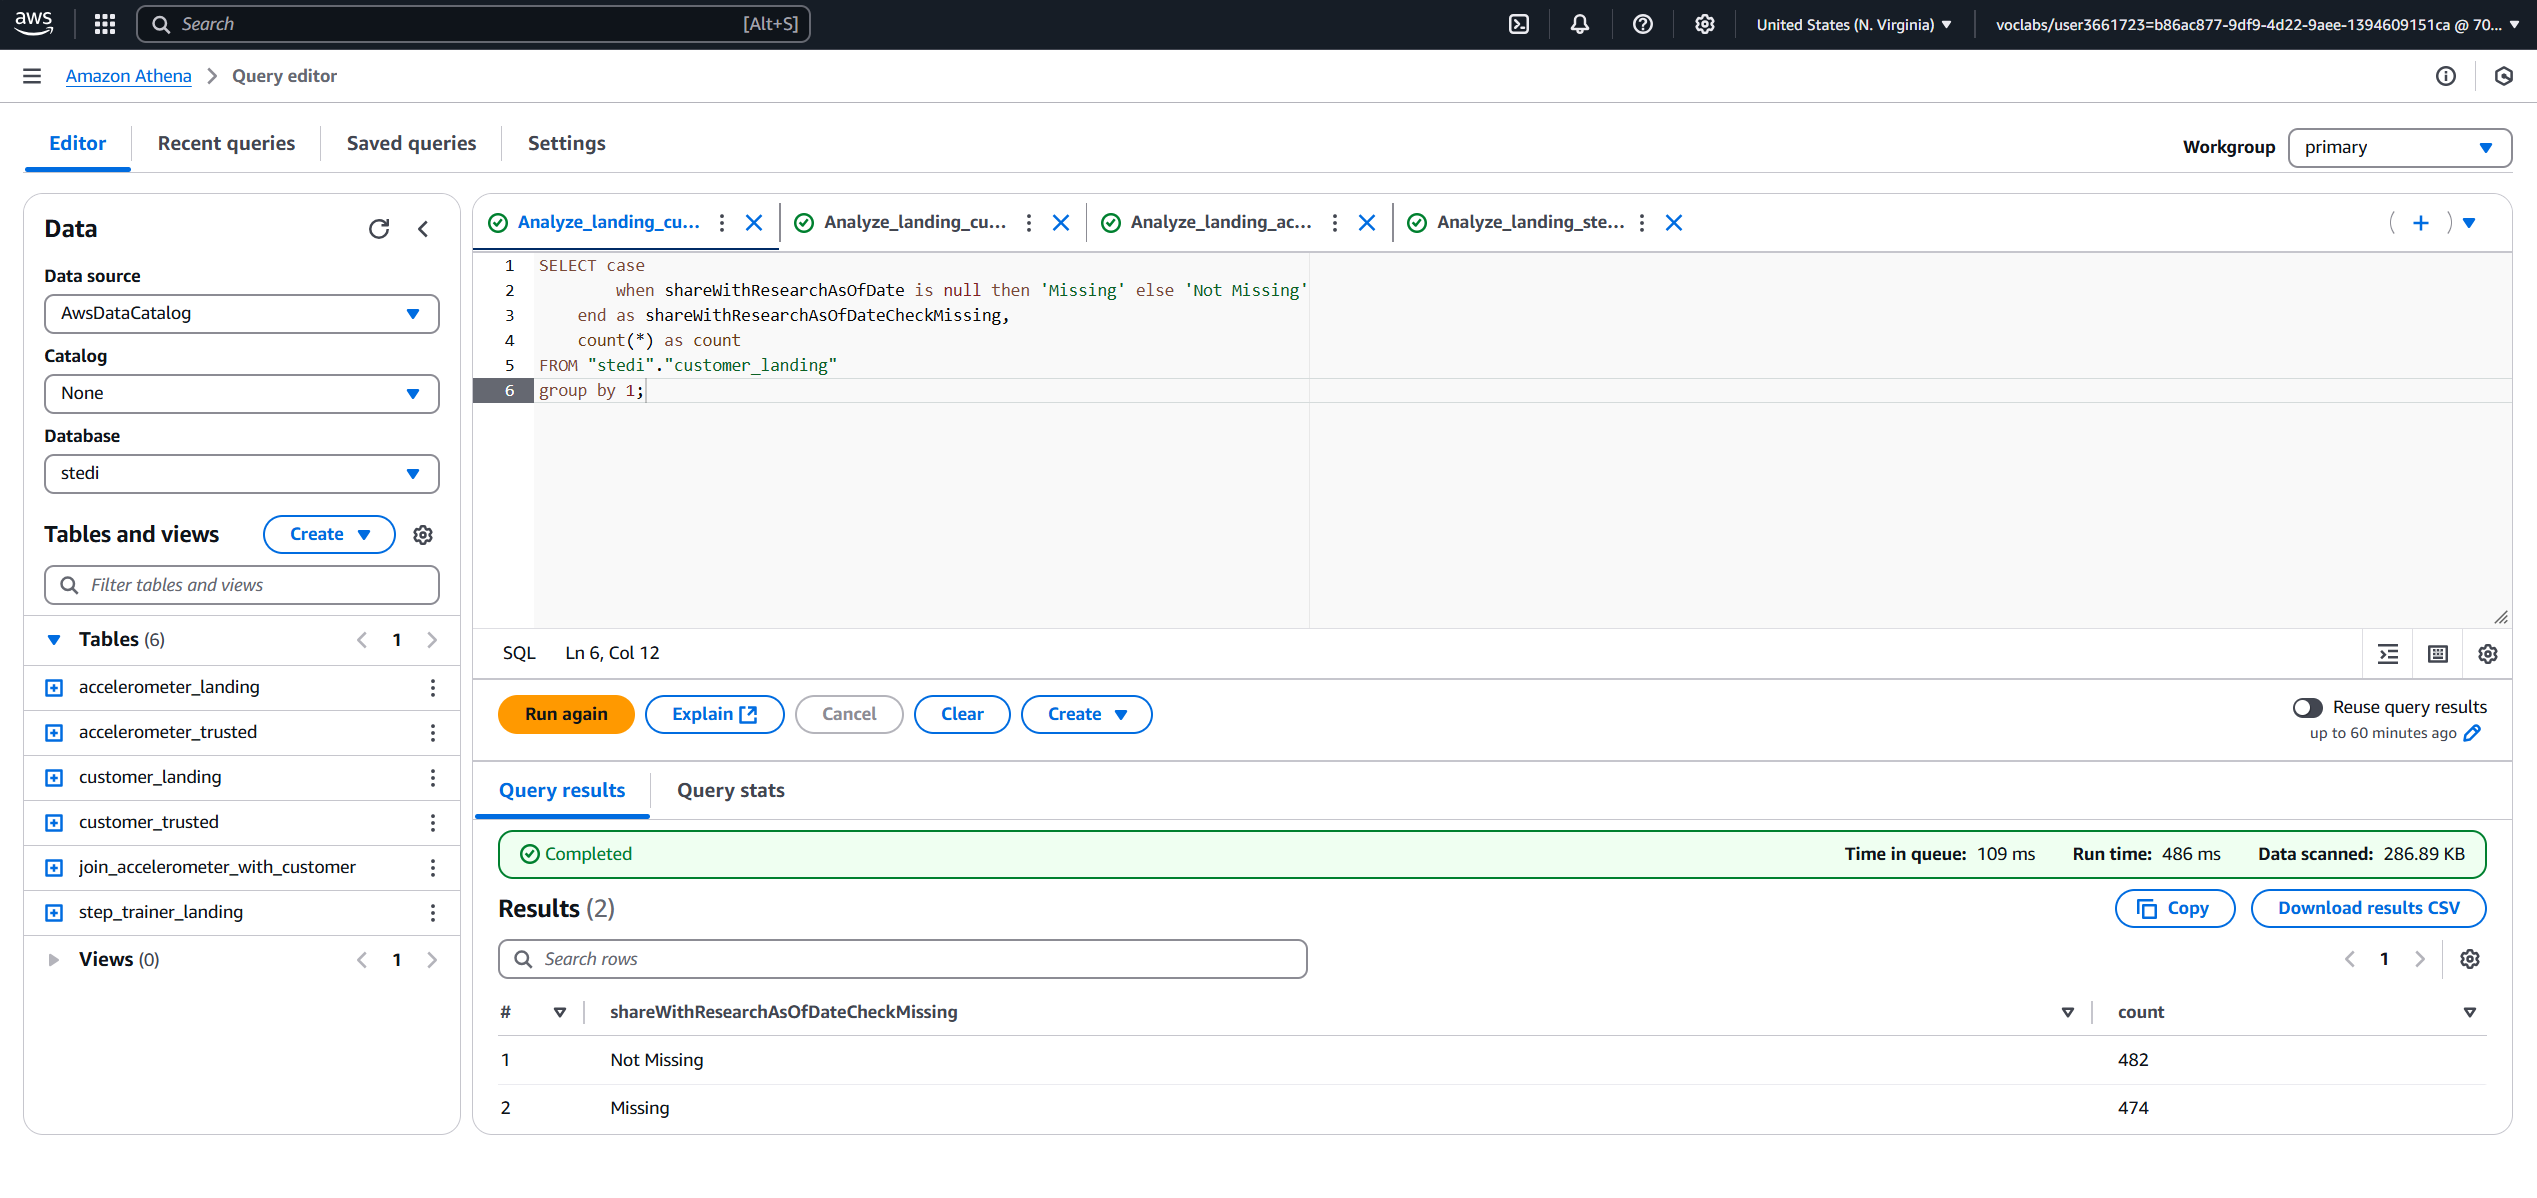 aws
Search [Alt+S] United States (N. Virginia) voclabs/user3661723=b86ac877-9df9-4d22-9aee-1394609151ca @ 70...
Amazon Athena > Query editor
Editor Recent queries Saved queries Settings
Workgroup primary
Data
Data source
AwsDataCatalog
Catalog
None
Database
stedi
Tables and views Create
Filter tables and views
Tables (6) < 1 >
accelerometer_landing
accelerometer_trusted
customer_landing
customer_trusted
join_accelerometer_with_customer
step_trainer_landing
Views (0) < 1 >
Analyze_landing_cu... Analyze_landing_cu... Analyze_landing_ac... Analyze_landing_ste...
1 SELECT case
2 when shareWithResearchAsOfDate is null then 'Missing' else 'Not Missing'
3 end as shareWithResearchAsOfDateCheckMissing,
4 count(*) as count
5 FROM "stedi"."customer_landing"
6 group by 1;
SQL Ln 6, Col 12
Run again Explain Cancel Clear Create
Reuse query results
up to 60 minutes ago
Query results Query stats
Completed Time in queue: 109 ms Run time: 486 ms Data scanned: 286.89 KB
Results (2) Copy Download results CSV
Search rows < 1 >
# shareWithResearchAsOfDateCheckMissing count
1 Not Missing 482
2 Missing 474